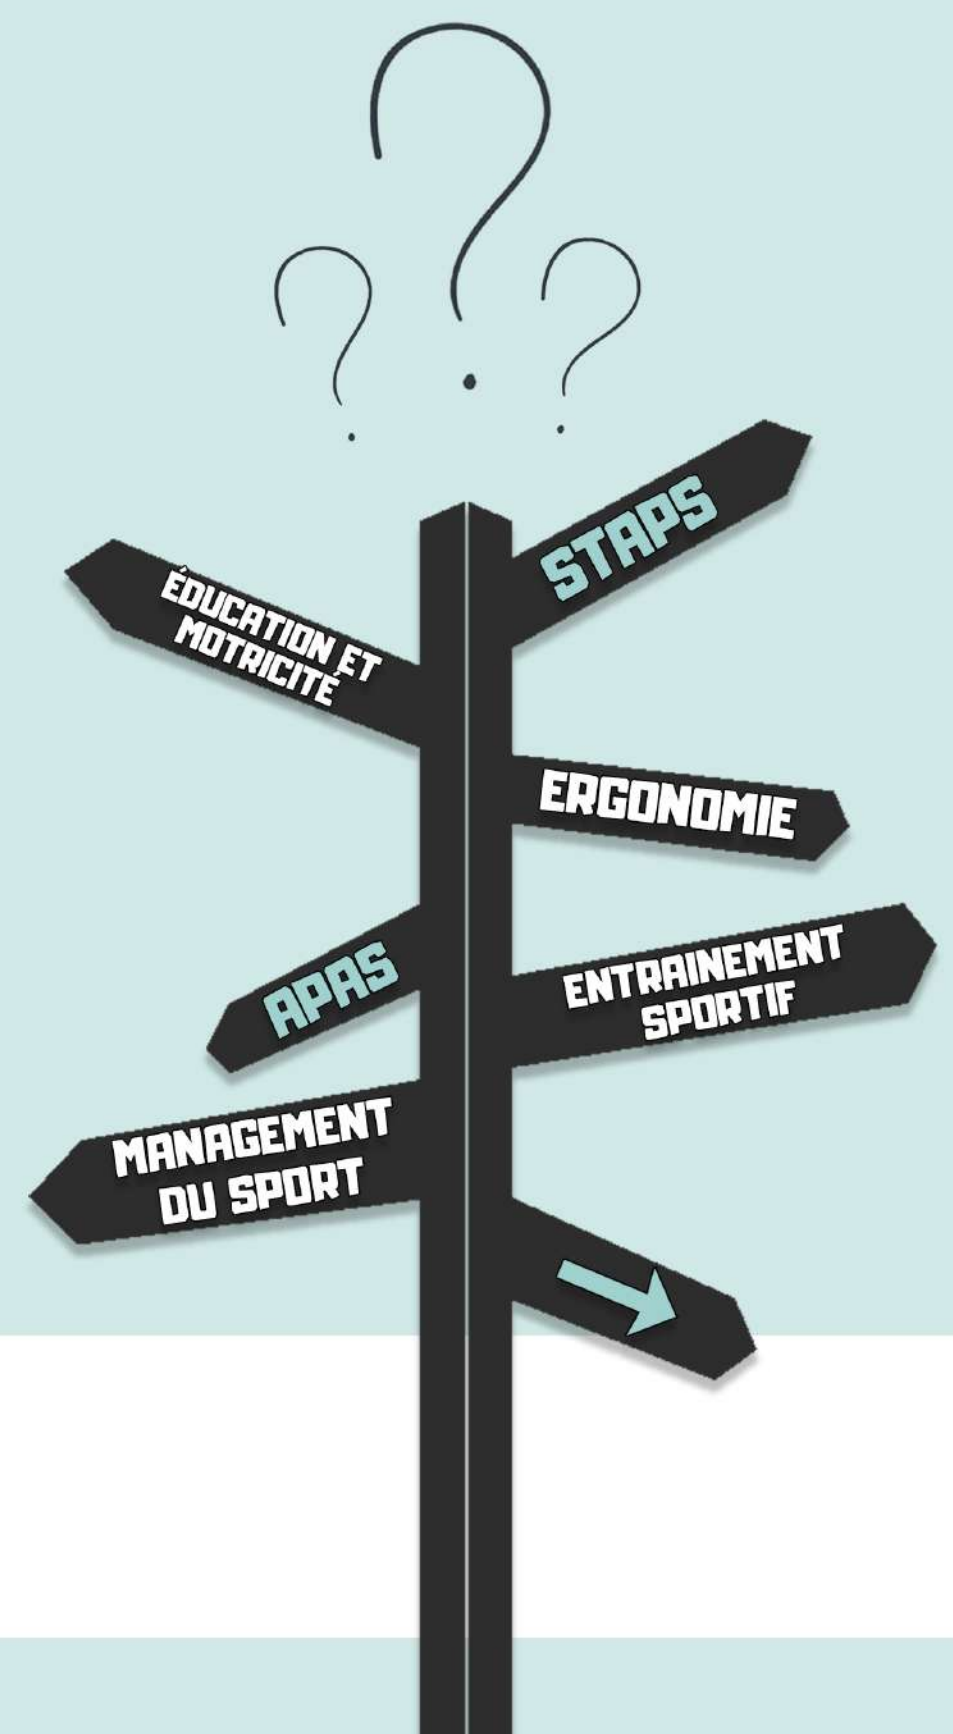 ? ? ?
STAPS
ÉDUCATION ET
MOTRICITÉ
ERGONOMIE
APAS
ENTRAINEMENT
SPORTIF
MANAGEMENT
DU SPORT